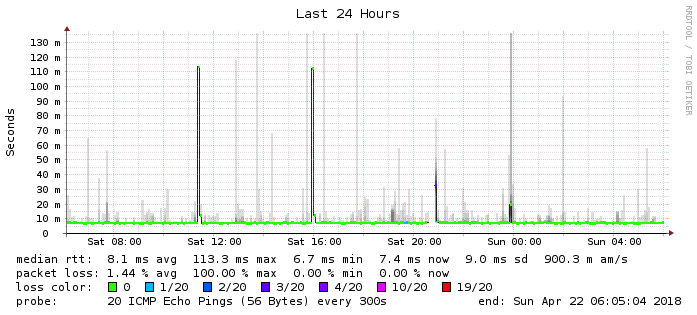 Last 24 Hours
RRDTOOL / TOBI OETIKER
Seconds
130 m
120 m
110 m
100 m
90 m
80 m
70 m
60 m
50 m
40 m
30 m
20 m
10 m
0
Sat 08:00 Sat 12:00 Sat 16:00 Sat 20:00 Sun 00:00 Sun 04:00
median rtt: 8.1 ms avg 113.3 ms max 6.7 ms min 7.4 ms now 9.0 ms sd 900.3 m am/s
packet loss: 1.44 % avg 100.00 % max 0.00 % min 0.00 % now
loss color: 0 1/20 2/20 3/20 4/20 10/20 19/20
probe: 20 ICMP Echo Pings (56 Bytes) every 300s end: Sun Apr 22 06:05:04 2018